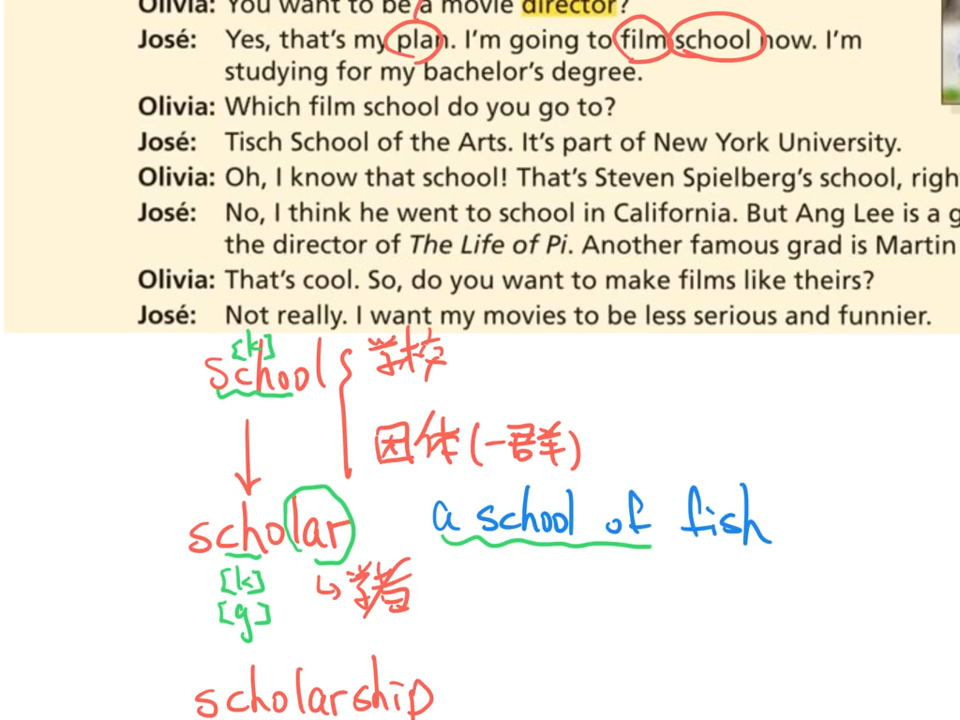 Olivia: You want to be a movie director?
José: Yes, that's my plan. I'm going to film school now. I'm
studying for my bachelor's degree.
Olivia: Which film school do you go to?
José: Tisch School of the Arts. It's part of New York University.
Olivia: Oh, I know that school! That's Steven Spielberg's school, righ
José: No, I think he went to school in California. But Ang Lee is a g
the director of The Life of Pi. Another famous grad is Martin
Olivia: That's cool. So, do you want to make films like theirs?
José: Not really. I want my movies to be less serious and funnier.
[k]
school 学校
团体(一群)
scholar a school of fish
[k] 学者
[g]
scholarship